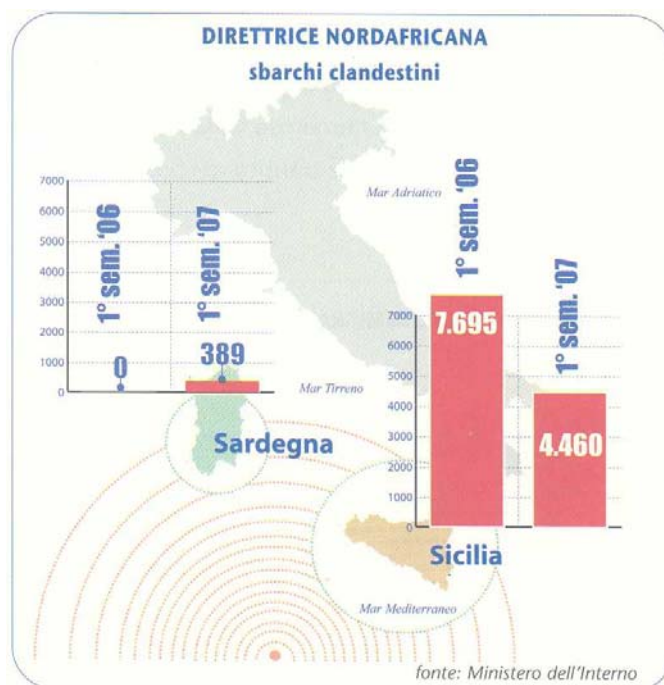 DIRETTRICE NORDAFRICANA
sbarchi clandestini
Mar Adriatico
7000
6000
5000
4000
3000
2000
1000
0
1° sem. '06
0
1° sem. '07
389
Mar Tirreno
Sardegna
7000
6000
5000
4000
3000
2000
1000
0
1° sem. '06
7.695
1° sem. '07
4.460
Sicilia
Mar Mediterraneo
fonte: Ministero dell'Interno